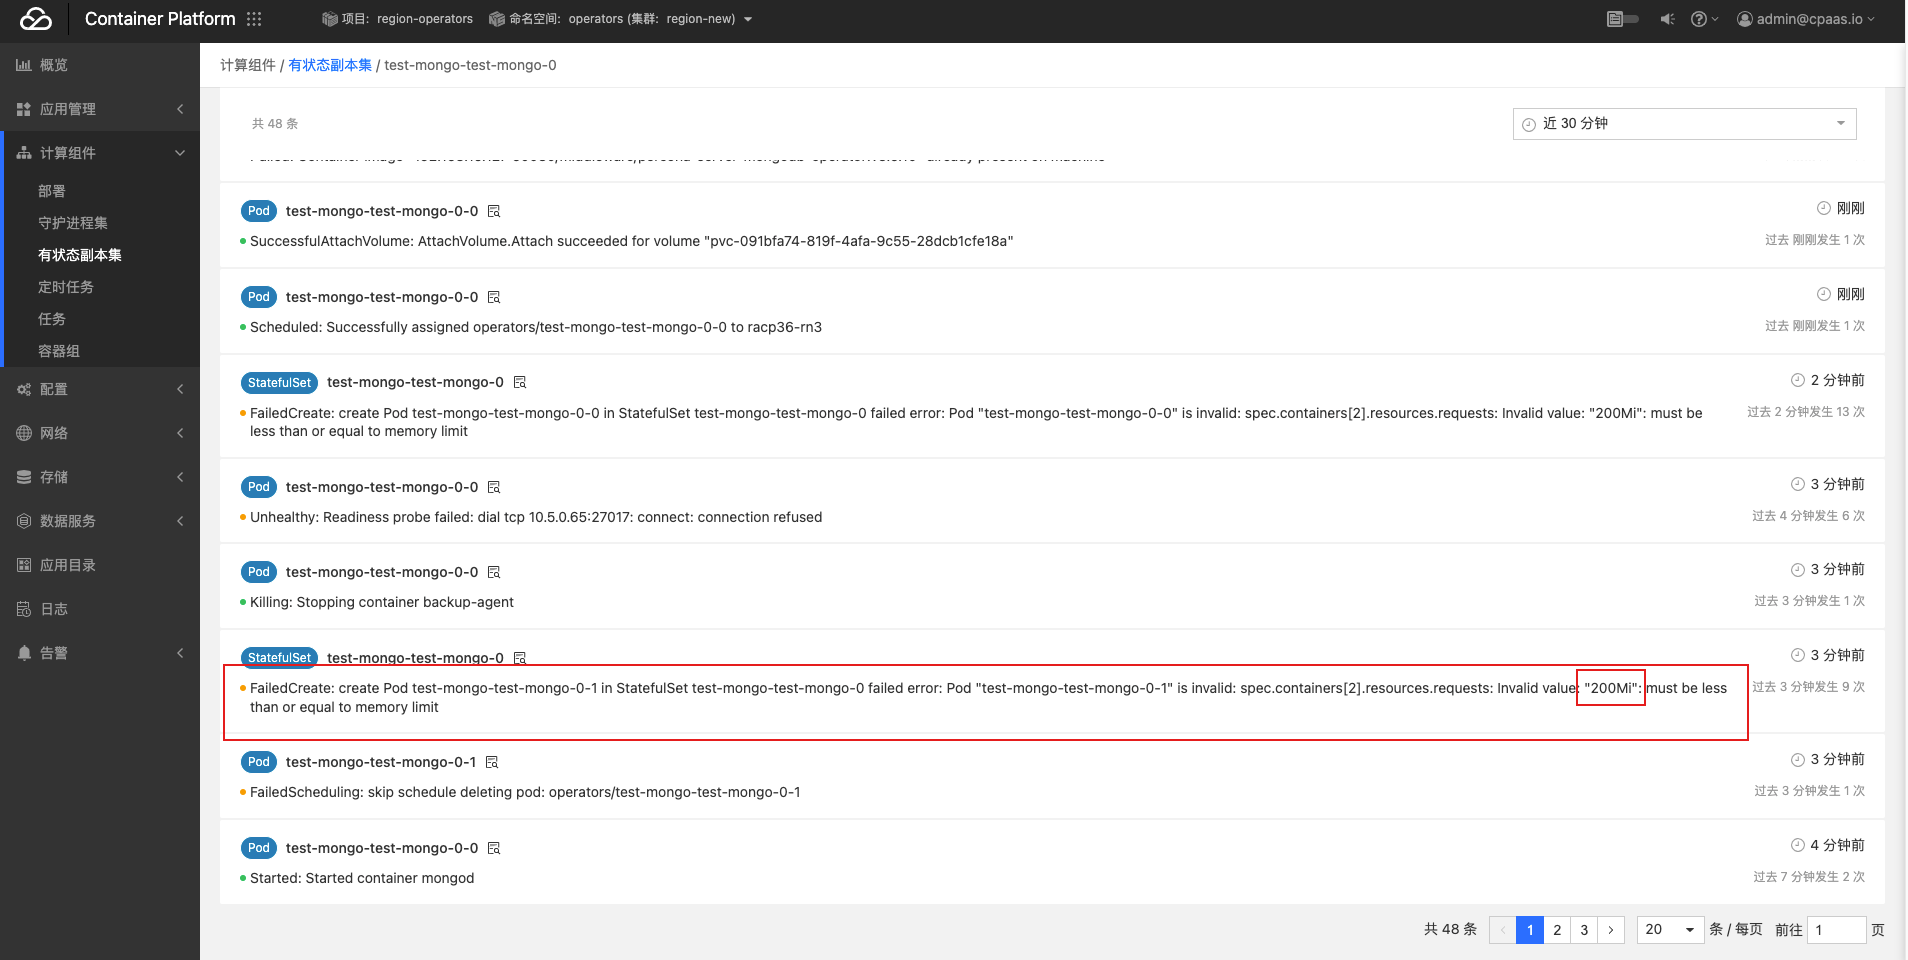 Container Platform
项目: region-operators
命名空间: operators (集群: region-new)
admin@cpaas.io
概览
应用管理
计算组件
部署
守护进程集
有状态副本集
定时任务
任务
容器组
配置
网络
存储
数据服务
应用目录
日志
告警
计算组件 / 有状态副本集 / test-mongo-test-mongo-0
共 48 条
近 30 分钟
Pod test-mongo-test-mongo-0-0
刚刚
SuccessfulAttachVolume: AttachVolume.Attach succeeded for volume "pvc-091bfa74-819f-4afa-9c55-28dcb1cfe18a"
过去 刚刚发生 1 次
Pod test-mongo-test-mongo-0-0
刚刚
Scheduled: Successfully assigned operators/test-mongo-test-mongo-0-0 to racp36-rn3
过去 刚刚发生 1 次
StatefulSet test-mongo-test-mongo-0
2 分钟前
FailedCreate: create Pod test-mongo-test-mongo-0-0 in StatefulSet test-mongo-test-mongo-0 failed error: Pod "test-mongo-test-mongo-0-0" is invalid: spec.containers[2].resources.requests: Invalid value: "200Mi": must be
less than or equal to memory limit
过去 2 分钟发生 13 次
Pod test-mongo-test-mongo-0-0
3 分钟前
Unhealthy: Readiness probe failed: dial tcp 10.5.0.65:27017: connect: connection refused
过去 4 分钟发生 6 次
Pod test-mongo-test-mongo-0-0
3 分钟前
Killing: Stopping container backup-agent
过去 3 分钟发生 1 次
StatefulSet test-mongo-test-mongo-0
3 分钟前
FailedCreate: create Pod test-mongo-test-mongo-0-1 in StatefulSet test-mongo-test-mongo-0 failed error: Pod "test-mongo-test-mongo-0-1" is invalid: spec.containers[2].resources.requests: Invalid value: "200Mi": must be less
than or equal to memory limit
过去 3 分钟发生 9 次
Pod test-mongo-test-mongo-0-1
3 分钟前
FailedScheduling: skip schedule deleting pod: operators/test-mongo-test-mongo-0-1
过去 3 分钟发生 1 次
Pod test-mongo-test-mongo-0-0
4 分钟前
Started: Started container mongod
过去 7 分钟发生 2 次
共 48 条 1 2 3 20 条 / 每页 前往 1 页